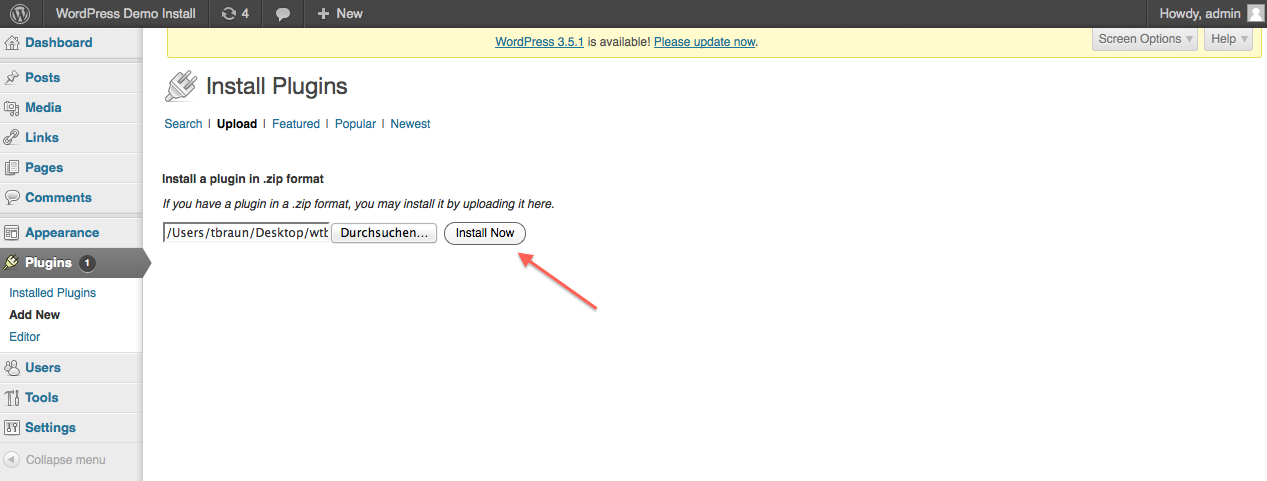 WordPress Demo Install 4 New Howdy, admin
WordPress 3.5.1 is available! Please update now.
Screen Options Help
Dashboard
Posts
Media
Links
Pages
Comments
Appearance
Plugins 1
Installed Plugins
Add New
Editor
Users
Tools
Settings
Collapse menu
Install Plugins
Search | Upload | Featured | Popular | Newest
Install a plugin in .zip format
If you have a plugin in a .zip format, you may install it by uploading it here.
/Users/tbraun/Desktop/wtb Durchsuchen... Install Now